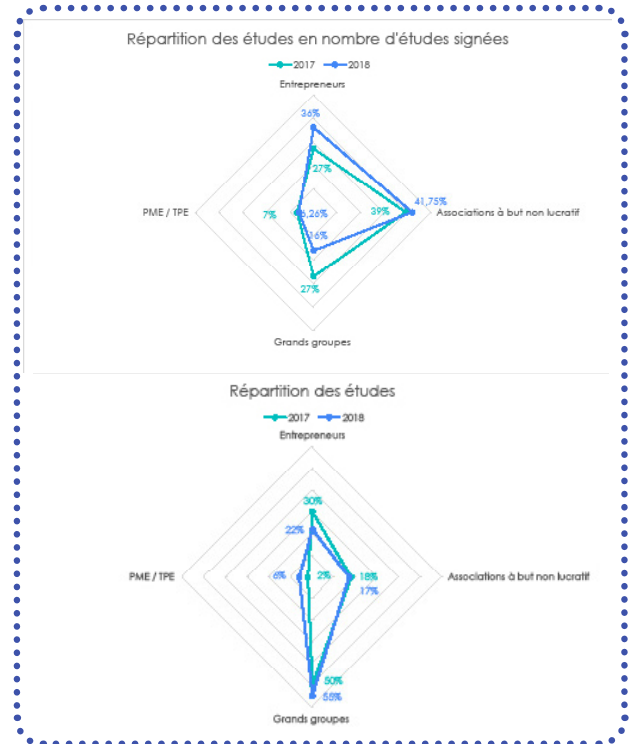 Répartition des études en nombre d'études signées
2017 2018
Entrepreneurs
36%
27%
PME / TPE 7% 6,26% 39% 41,75% Associations à but non lucratif
16%
27%
Grands groupes
Répartition des études
2017 2018
Entrepreneurs
30%
22%
PME / TPE 6% 2% 18% Associations à but non lucratif
17%
50%
55%
Grands groupes